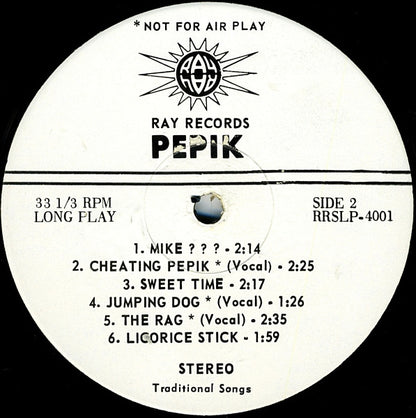 *NOT FOR AIR PLAY
RAY
RAY RECORDS
PEPIK
33 1/3 RPM
LONG PLAY
SIDE 2
RRSLP-4001
1. MIKE ? ? ? - 2:14
2. CHEATING PEPIK * (Vocal) - 2:25
3. SWEET TIME - 2:17
4. JUMPING DOG * (Vocal) - 1:26
5. THE RAG * (Vocal) - 2:35
6. LICORICE STICK - 1:59
STEREO
Traditional Songs